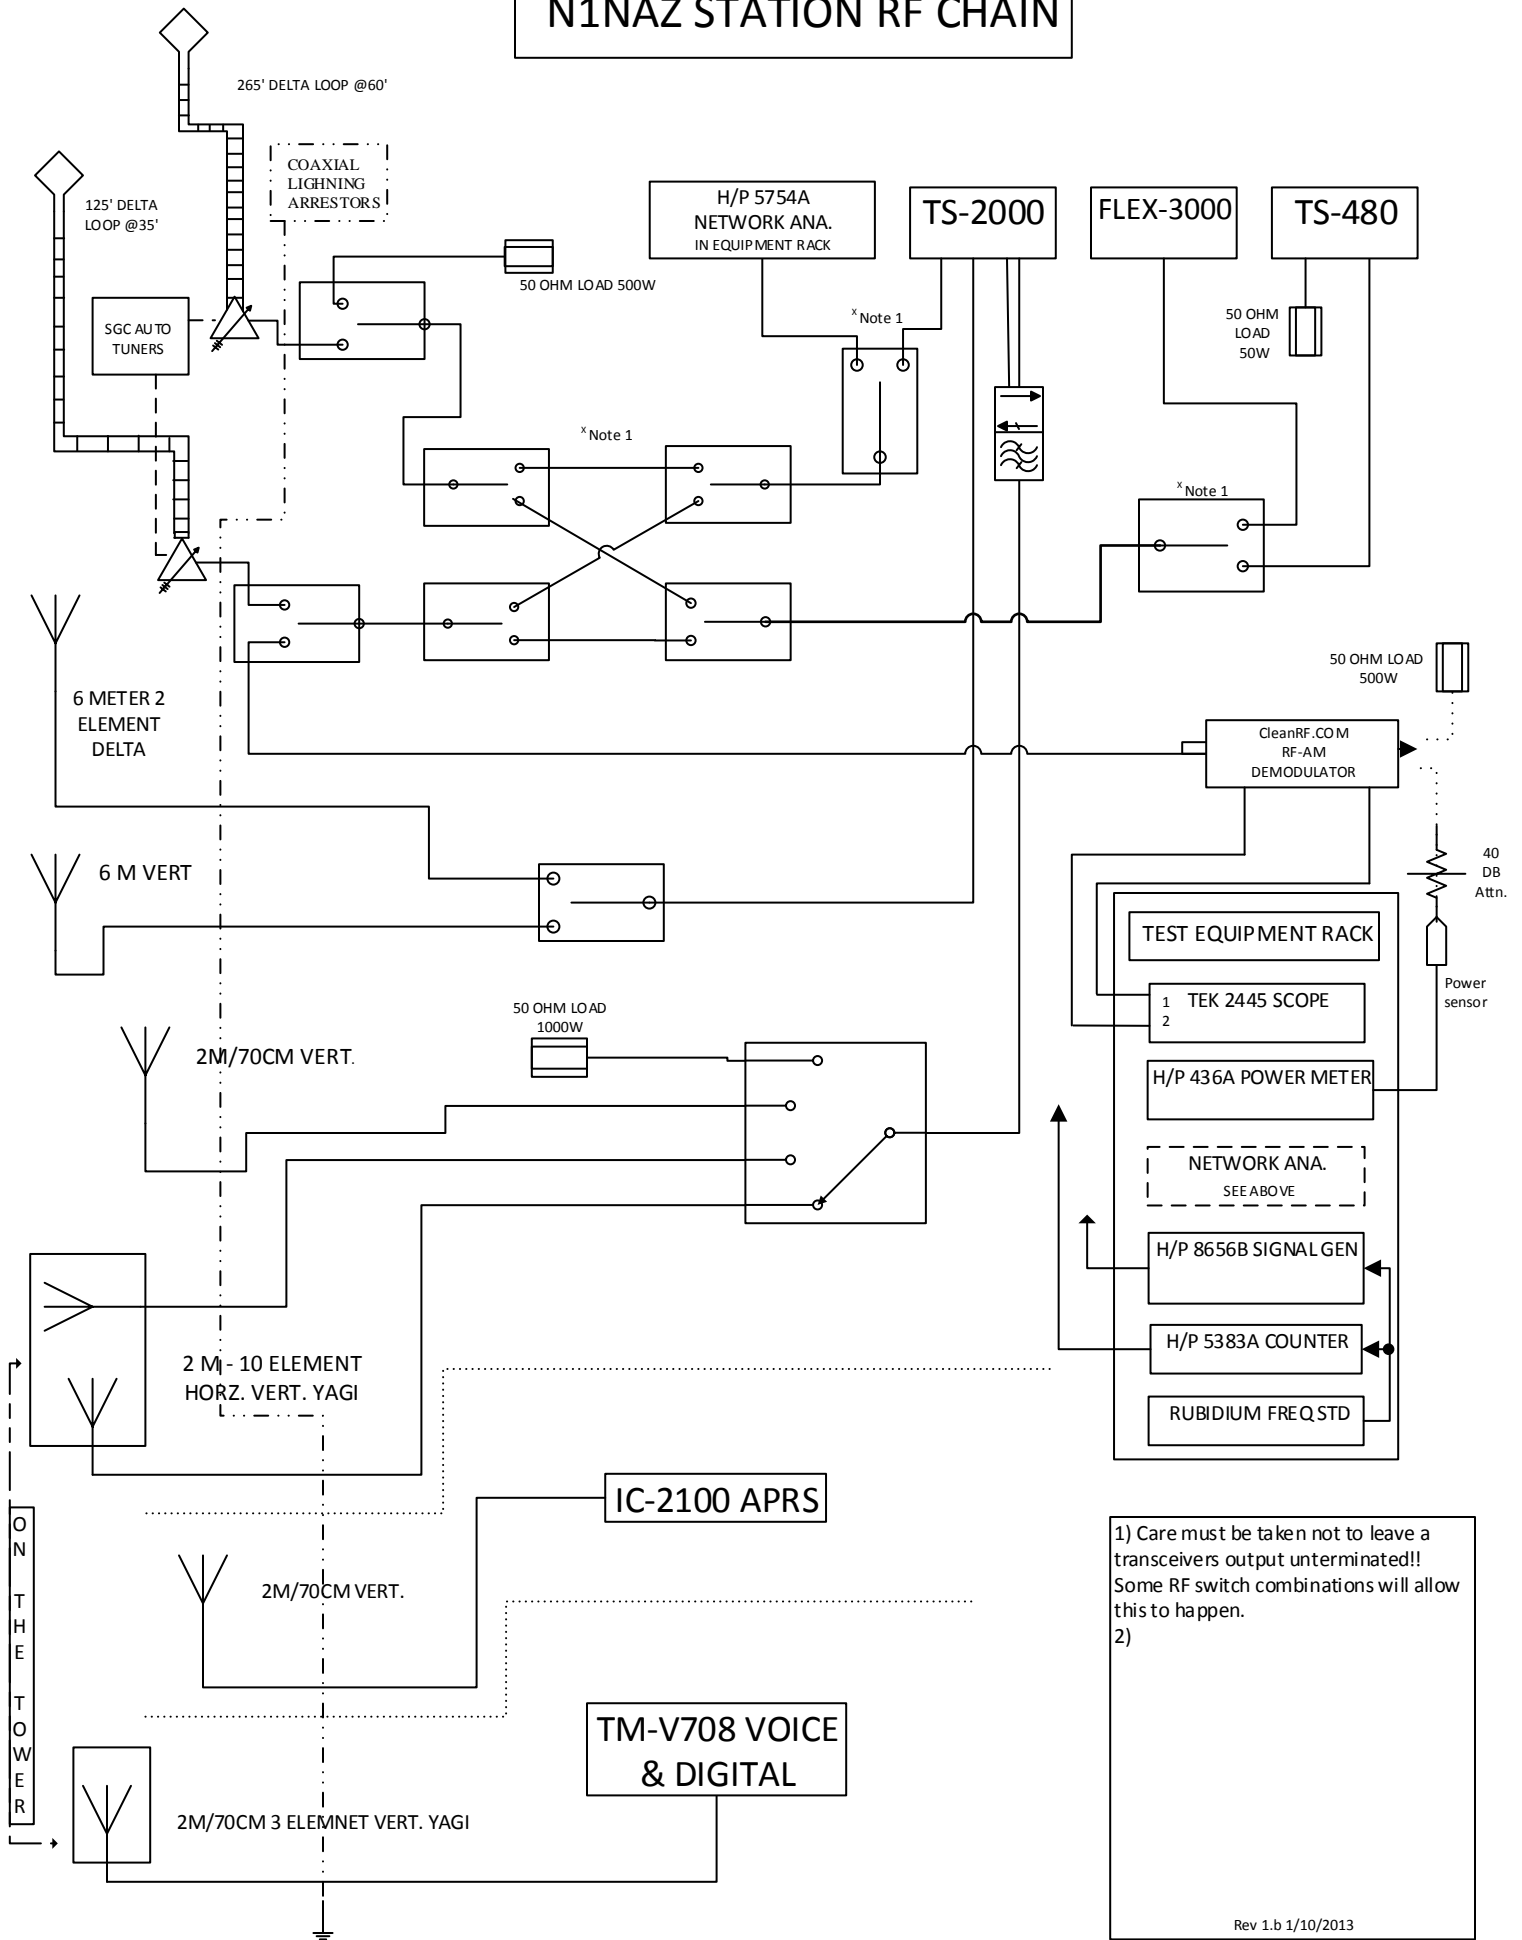 N1NAZ STATION RF CHAIN
265' DELTA LOOP @60'
COAXIAL
LIGHNING
ARRESTORS
125' DELTA
LOOP @35'
SGC AUTO
TUNERS
50 OHM LOAD 500W
H/P 5754A
NETWORK ANA.
IN EQUIPMENT RACK
TS-2000
FLEX-3000
TS-480
50 OHM
LOAD
50W
x Note 1
x Note 1
x Note 1
6 METER 2
ELEMENT
DELTA
50 OHM LOAD
500W
CleanRF.COM
RF-AM
DEMODULATOR
6 M VERT
40
DB
Attn.
TEST EQUIPMENT RACK
Power
sensor
1 TEK 2445 SCOPE
2
50 OHM LOAD
1000W
2M/70CM VERT.
H/P 436A POWER METER
NETWORK ANA.
SEE ABOVE
H/P 8656B SIGNAL GEN
H/P 5383A COUNTER
RUBIDIUM FREQ STD
2 M - 10 ELEMENT
HORZ. VERT. YAGI
IC-2100 APRS
ON THE TOWER
2M/70CM VERT.
TM-V708 VOICE
& DIGITAL
2M/70CM 3 ELEMNET VERT. YAGI
1) Care must be taken not to leave a
transceivers output unterminated!!
Some RF switch combinations will allow
this to happen.
2)
Rev 1.b 1/10/2013